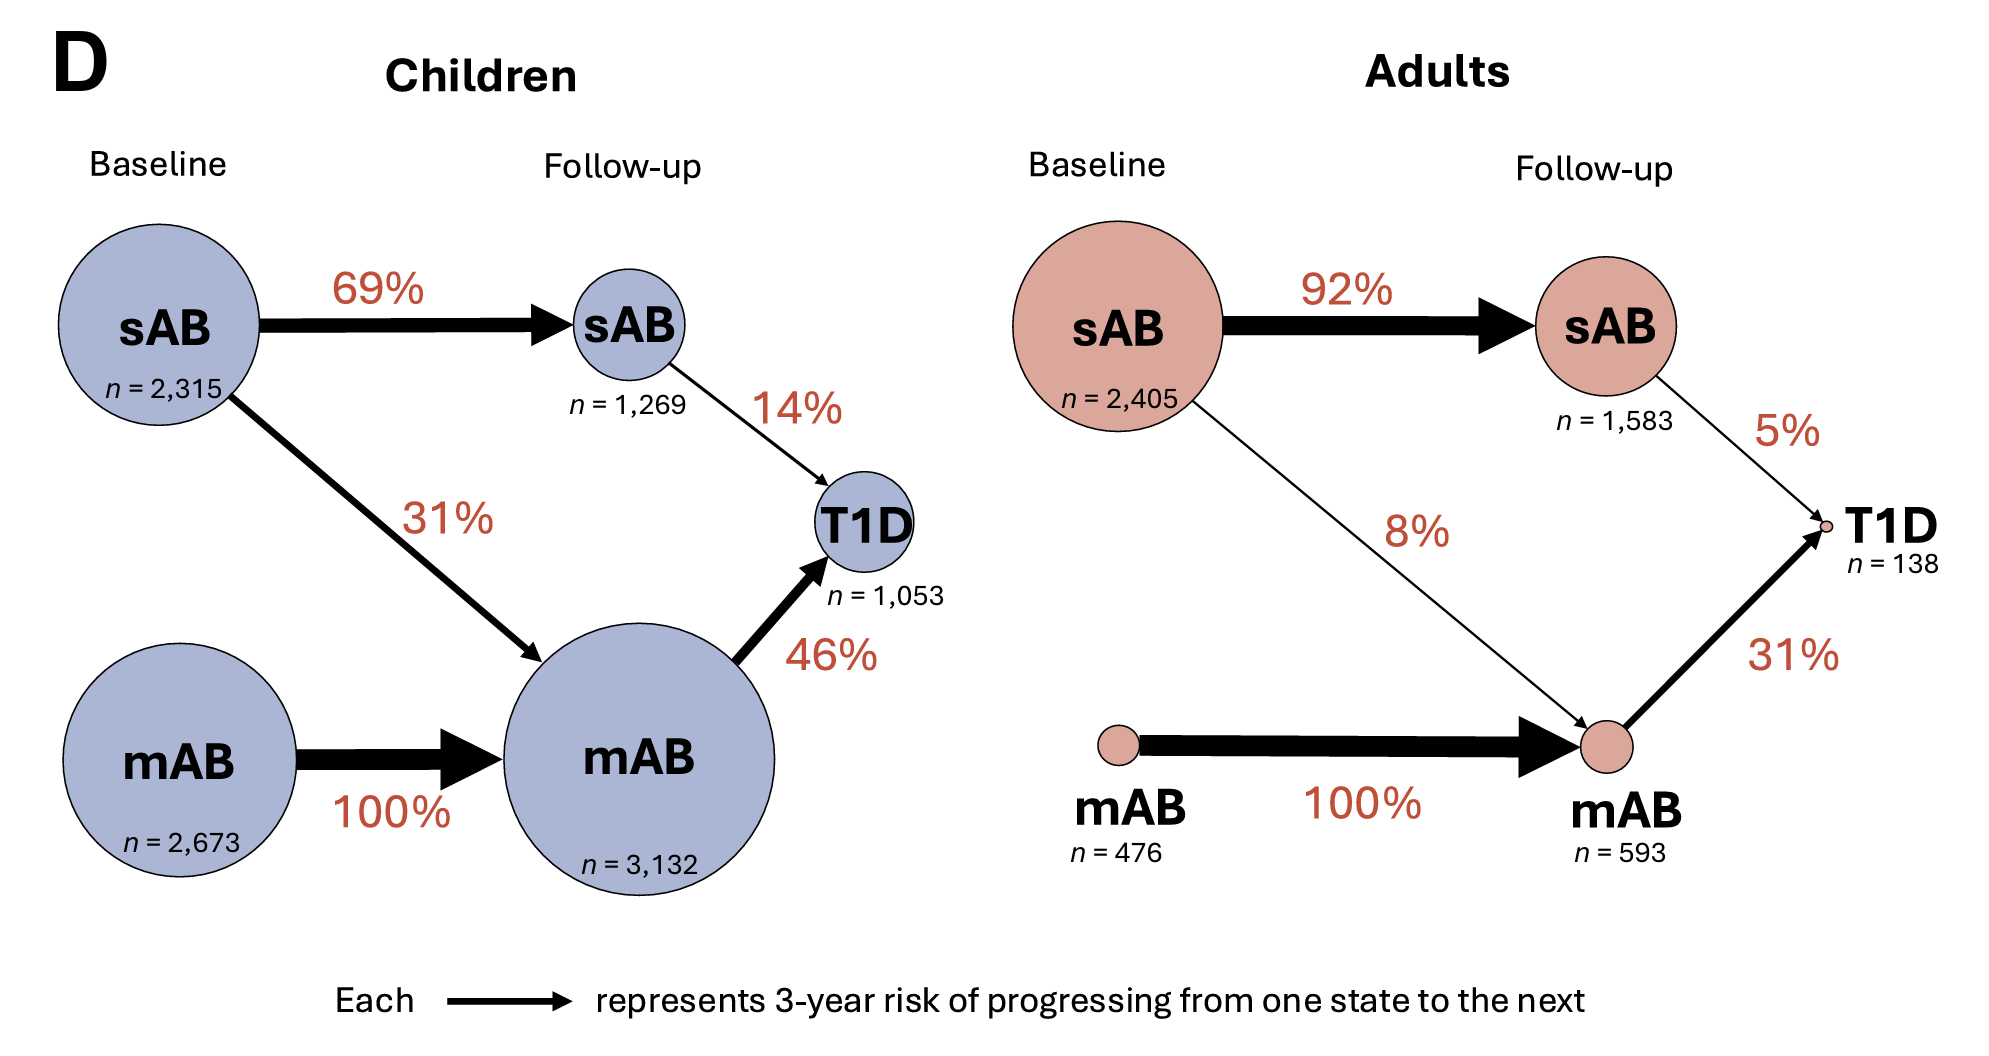 D
Children
Baseline
Follow-up
sAB
n = 2,315
69%
sAB
n = 1,269
14%
31%
T1D
n = 1,053
46%
mAB
n = 2,673
100%
mAB
n = 3,132
Adults
Baseline
Follow-up
sAB
n = 2,405
92%
sAB
n = 1,583
5%
8%
T1D
n = 138
31%
mAB
n = 476
100%
mAB
n = 593
Each represents 3-year risk of progressing from one state to the next